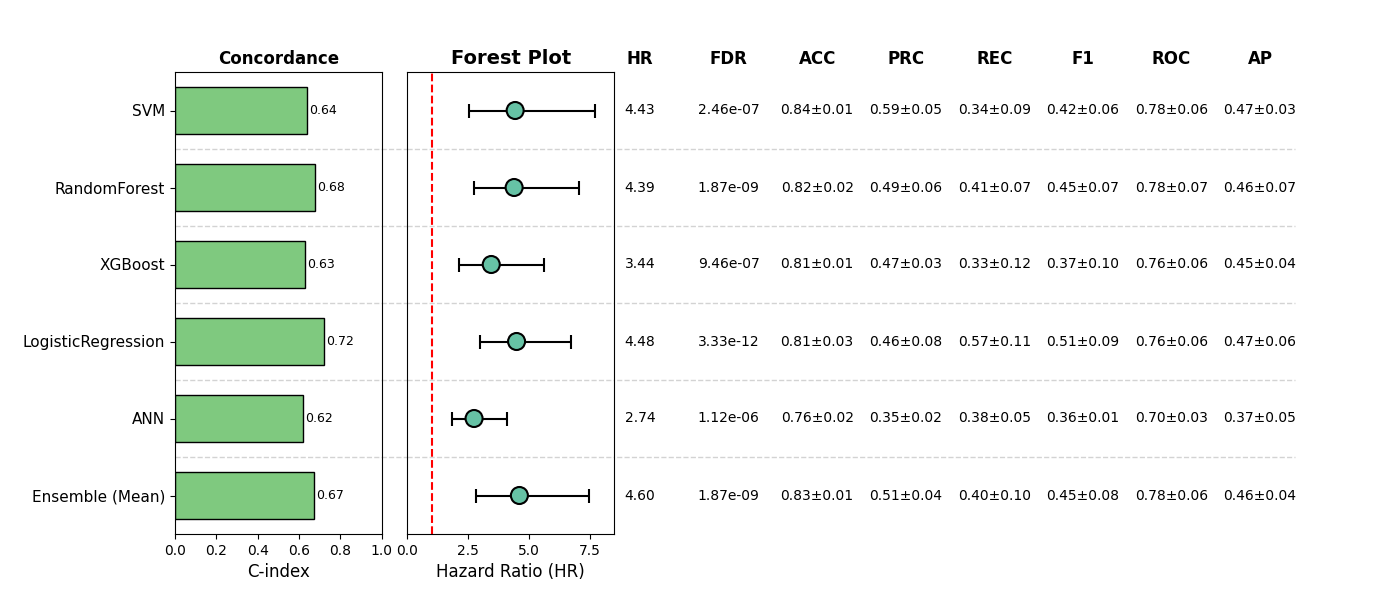 Concordance Forest Plot HR FDR ACC PRC REC F1 ROC AP
SVM 0.64 4.43 2.46e-07 0.84±0.01 0.59±0.05 0.34±0.09 0.42±0.06 0.78±0.06 0.47±0.03
RandomForest 0.68 4.39 1.87e-09 0.82±0.02 0.49±0.06 0.41±0.07 0.45±0.07 0.78±0.07 0.46±0.07
XGBoost 0.63 3.44 9.46e-07 0.81±0.01 0.47±0.03 0.33±0.12 0.37±0.10 0.76±0.06 0.45±0.04
LogisticRegression 0.72 4.48 3.33e-12 0.81±0.03 0.46±0.08 0.57±0.11 0.51±0.09 0.76±0.06 0.47±0.06
ANN 0.62 2.74 1.12e-06 0.76±0.02 0.35±0.02 0.38±0.05 0.36±0.01 0.70±0.03 0.37±0.05
Ensemble (Mean) 0.67 4.60 1.87e-09 0.83±0.01 0.51±0.04 0.40±0.10 0.45±0.08 0.78±0.06 0.46±0.04
0.0 0.2 0.4 0.6 0.8 1.0 0.0 2.5 5.0 7.5
C-index Hazard Ratio (HR)